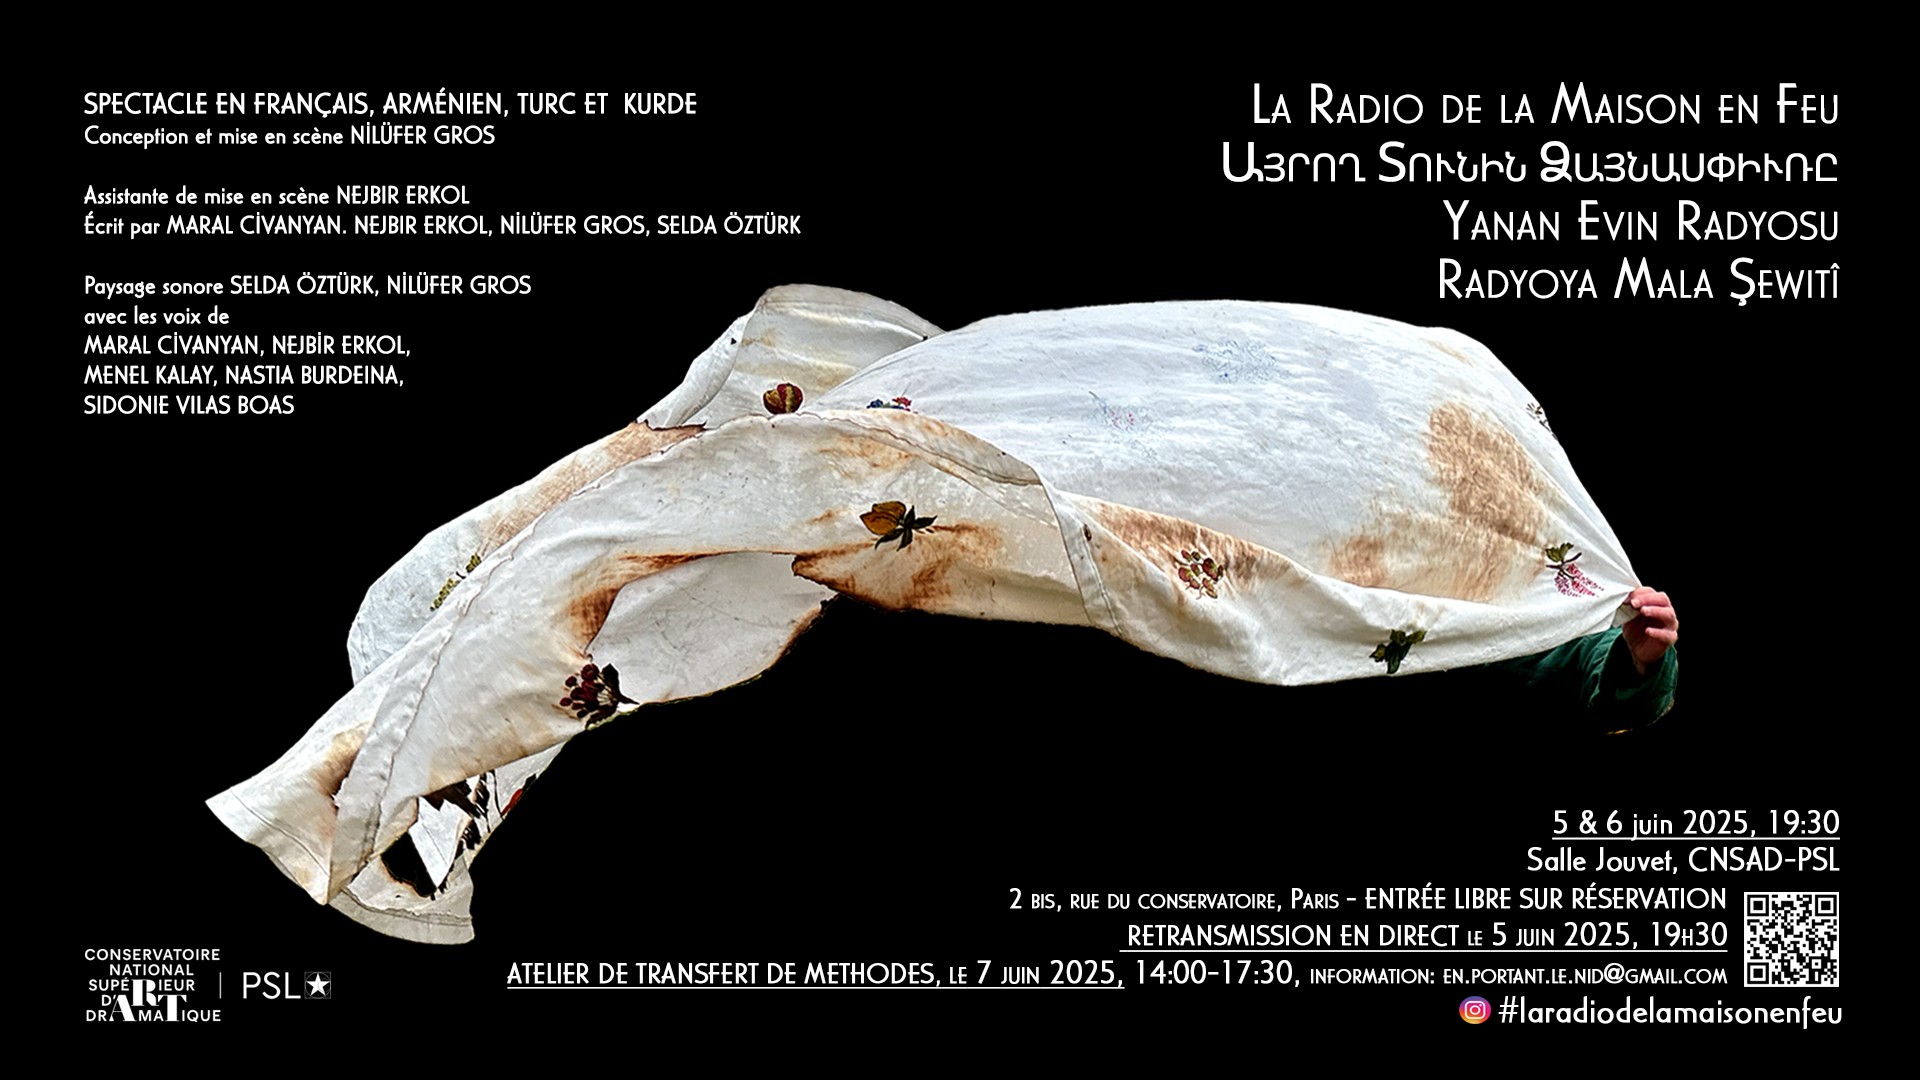 SPECTACLE EN FRANÇAIS, ARMÉNIEN, TURC ET KURDE
Conception et mise en scène NİLÜFER GROS
Assistante de mise en scène NEJBIR ERKOL
Écrit par MARAL CİVANYAN. NEJBIR ERKOL, NİLÜFER GROS, SELDA ÖZTÜRK
Paysage sonore SELDA ÖZTÜRK, NİLÜFER GROS
avec les voix de
MARAL CİVANYAN, NEJBİR ERKOL,
MENEL KALAY, NASTIA BURDEINA,
SIDONIE VILAS BOAS
La Radio de la Maison en Feu
Այրող Տունին Ձայնասփիւռը
Yanan Evin Radyosu
Radyoya Mala Şewitî
5 & 6 juin 2025, 19:30
Salle Jouvet, CNSAD-PSL
2 bis, rue du conservatoire, Paris - ENTRÉE LIBRE SUR RÉSERVATION
RETRANSMISSION EN DIRECT le 5 juin 2025, 19h30
ATELIER DE TRANSFERT DE METHODES, le 7 juin 2025, 14:00-17:30, information: en.portant.le.nid@gmail.com
#laradiodelamaisonenfeu
CONSERVATOIRE
NATIONAL
SUPÉRIEUR
D'ART
DRAMATIQUE
PSL